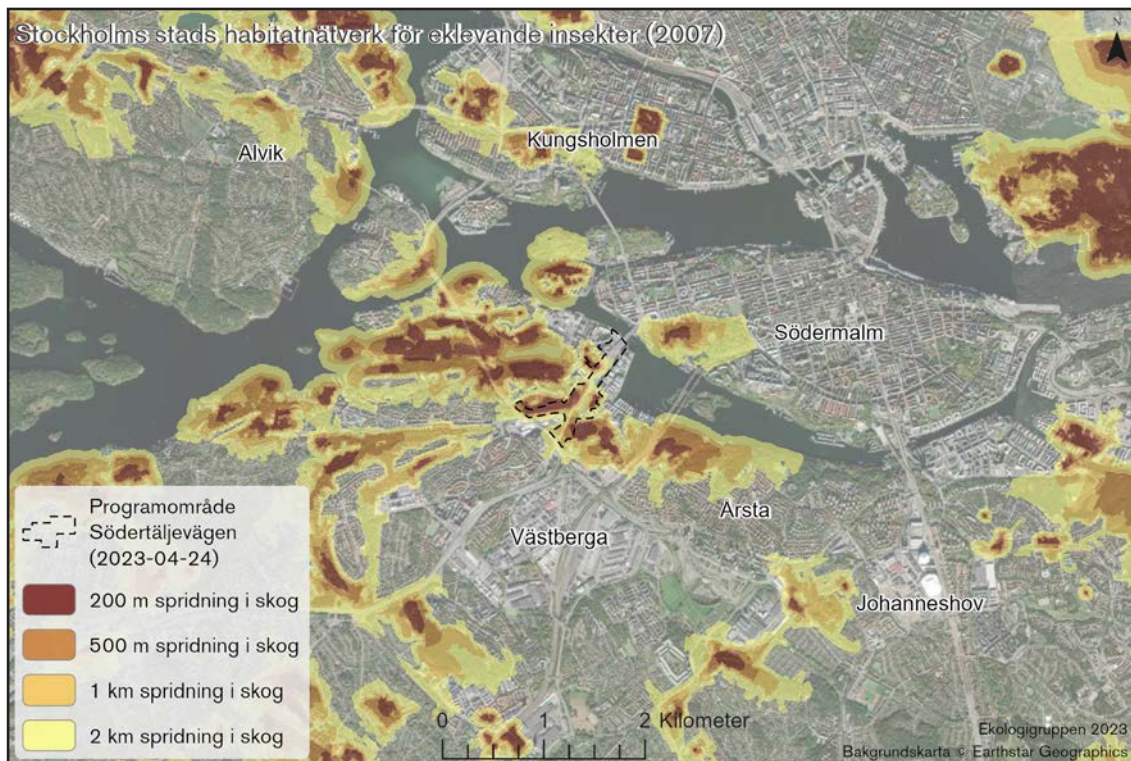 Stockholms stads habitatnätverk för eklevande insekter (2007)
N
Kungsholmen
Alvik
Södermalm
Årsta
Västberga
Johanneshov
Programområde
Södertäljevägen
(2023-04-24)
200 m spridning i skog
500 m spridning i skog
1 km spridning i skog
2 km spridning i skog
0 1 2 Kilometer
Ekologigruppen 2023
Bakgrundskarta © Earthstar Geographics